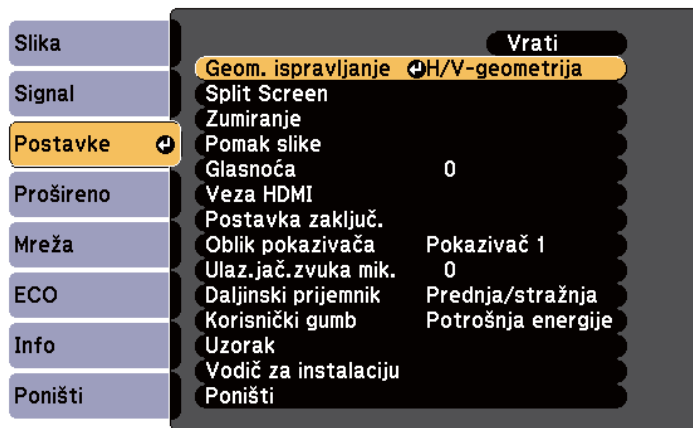 Slika
Signal
Postavke
Prošireno
Mreža
ECO
Info
Poništi
Vrati
Geom. ispravljanje H/V-geometrija
Split Screen
Zumiranje
Pomak slike
Glasnoća 0
Veza HDMI
Postavka zaključ.
Oblik pokazivača Pokazivač 1
Ulaz.jač.zvuka mik. 0
Daljinski prijemnik Prednja/stražnja
Korisnički gumb Potrošnja energije
Uzorak
Vodič za instalaciju
Poništi